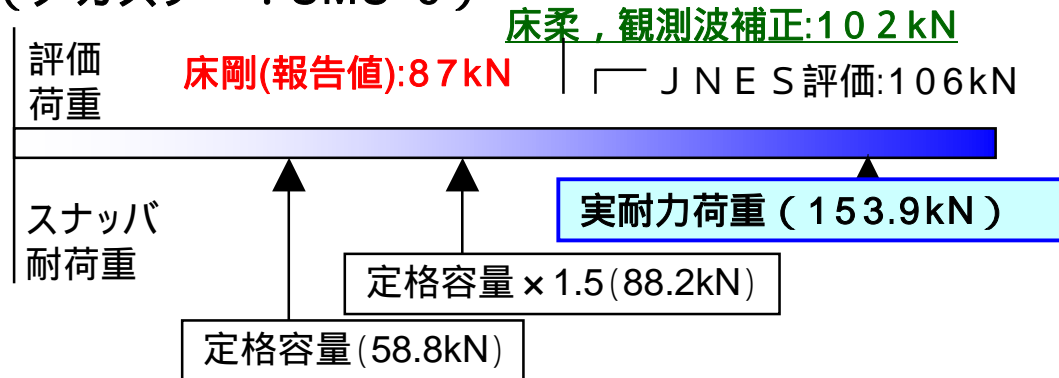 床柔，観測波補正:１０２kN
評価
荷重
床剛(報告値):８７kN
ＪＮＥＳ評価:106kN
スナッバ
耐荷重
実耐力荷重（153.9kN）
定格容量×1.5(88.2kN)
定格容量(58.8kN)